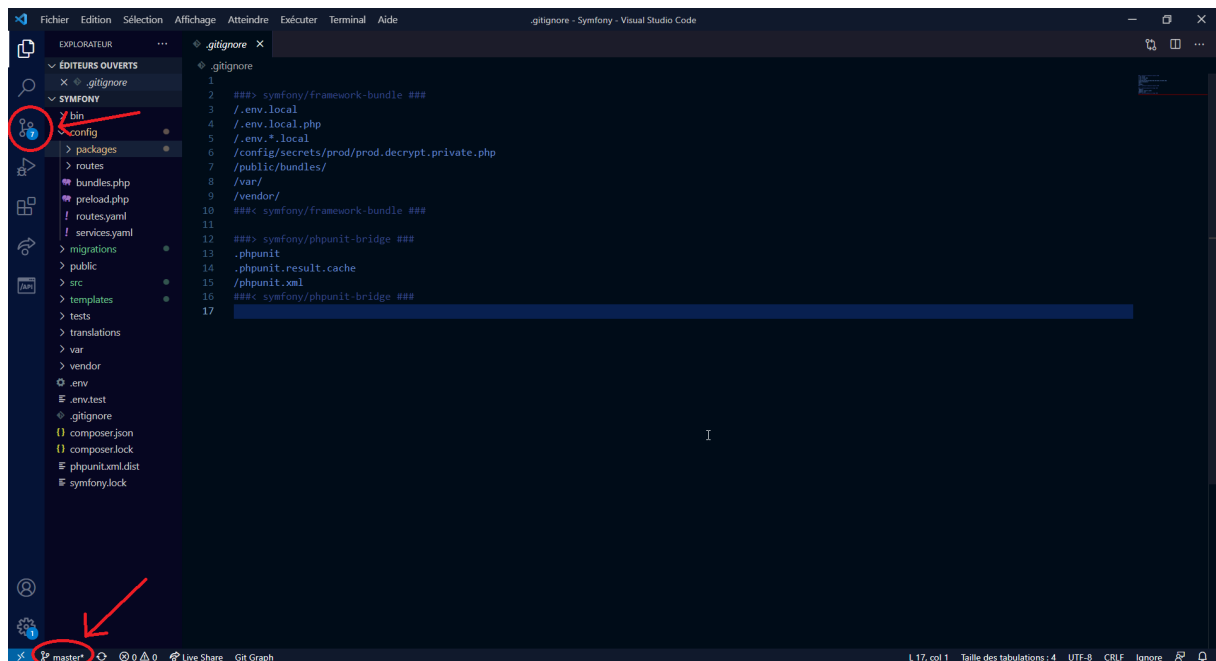 Fichier Edition Sélection Affichage Atteindre Exécuter Terminal Aide
.gitignore - Symfony - Visual Studio Code
EXPLORATEUR
ÉDITEURS OUVERTS
.gitignore
SYMFONY
bin
config
packages
routes
bundles.php
preload.php
routes.yaml
services.yaml
migrations
public
src
templates
tests
translations
var
vendor
.env
.env.test
.gitignore
composer.json
composer.lock
phpunit.xml.dist
symfony.lock
7
/API
1
.gitignore
.gitignore
1
2 ###> symfony/framework-bundle ###
3 /.env.local
4 /.env.local.php
5 /.env.*.local
6 /config/secrets/prod/prod.decrypt.private.php
7 /public/bundles/
8 /var/
9 /vendor/
10 ###< symfony/framework-bundle ###
11
12 ###> symfony/phpunit-bridge ###
13 .phpunit
14 .phpunit.result.cache
15 /phpunit.xml
16 ###< symfony/phpunit-bridge ###
17
master* 0 0 Live Share Git Graph
L 17, col 1 Taille des tabulations : 4 UTF-8 CRLF Ignore